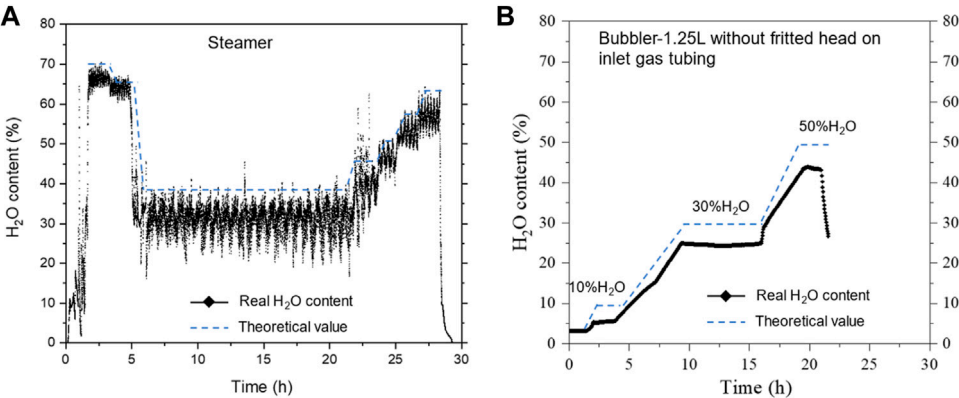 A
Steamer
H₂O content (%)
80
70
60
50
40
30
20
10
0
Real H₂O content
Theoretical value
0 5 10 15 20 25 30
Time (h)
B
Bubbler-1.25L without fritted head on
inlet gas tubing
H₂O content (%)
80
70
60
50
40
30
20
10
0
10%H₂O
30%H₂O
50%H₂O
Real H₂O content
Theoretical value
80
70
60
50
40
30
20
10
0
0 5 10 15 20 25 30
Time (h)